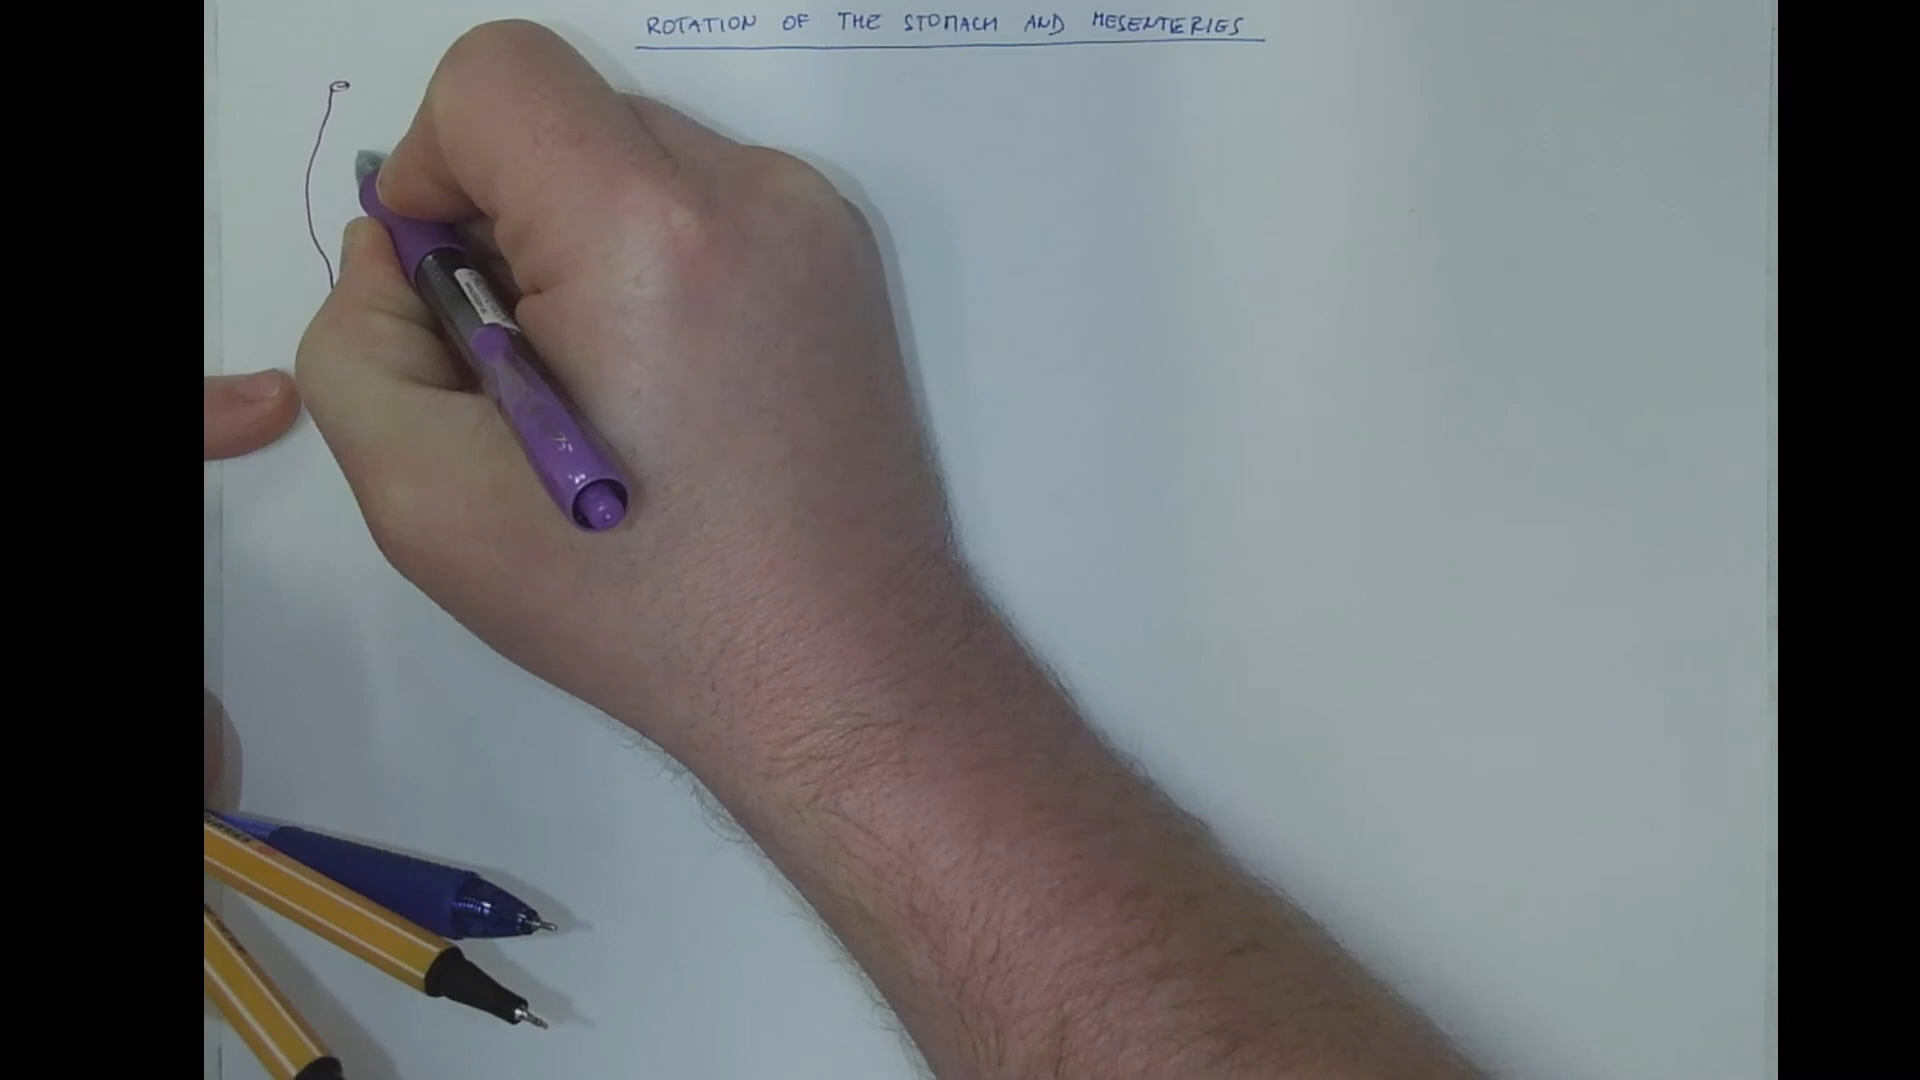 ROTATION OF THE STOMACH AND MESENTERIES